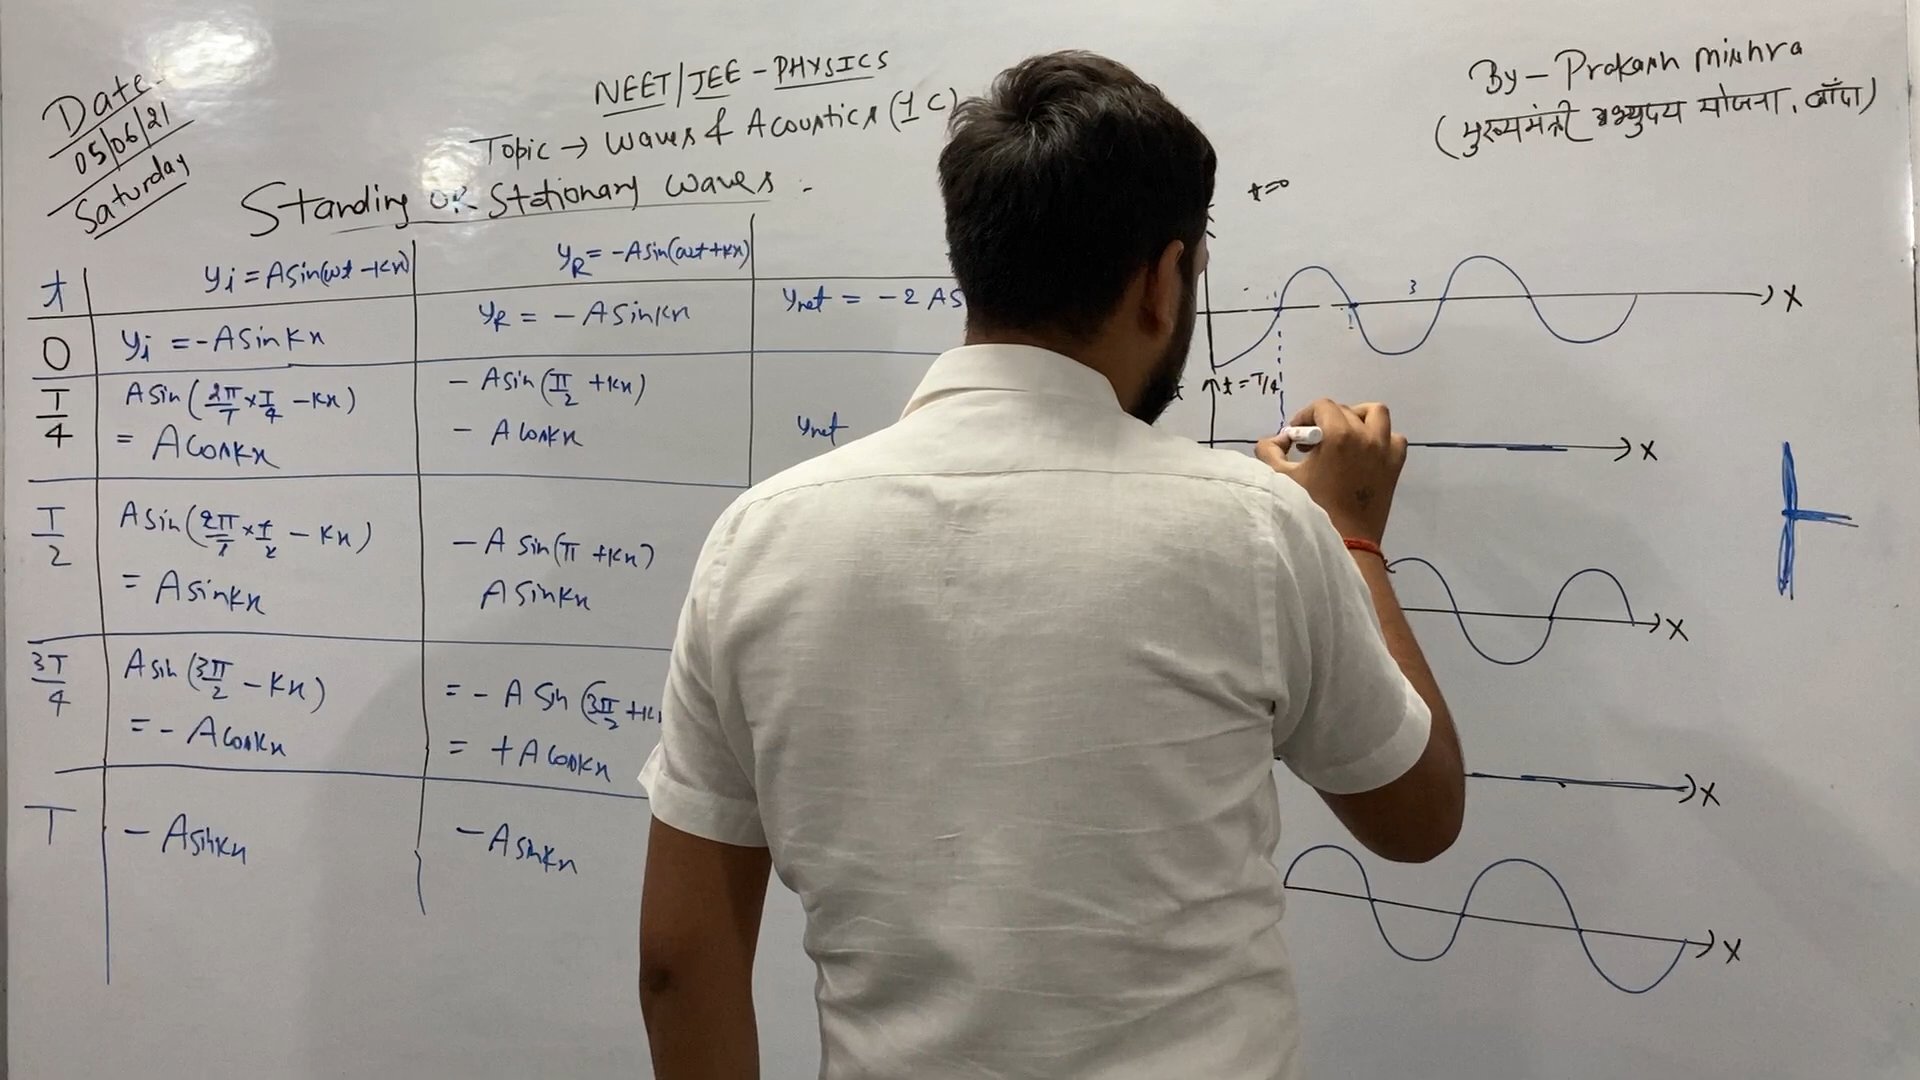 Date-
05/06/21
Saturday
NEET/JEE - PHYSICS
Topic → Waves & Acoustics (1C)
Standing OR Stationary waves :-
By - Prakash Mishra
(मुख्यमंत्री अभ्युदय योजना, बाँदा)
t
yi = A sin(ωt - kx)
yR = -A sin(ωt + kx)
0
yi = -A sin kx
yR = - A sin kx
ynet = -2 AS
T/4
A sin (2π/T × T/4 - kx)
= A cos kx
- A sin (π/2 + kx)
- A cos kx
ynet
T/2
A sin (2π/T × T/2 - kx)
= A sin kx
- A sin (π + kx)
A sin kx
3T/4
A sin (3π/2 - kx)
= - A cos kx
= - A sin (3π/2 + k
= + A cos kx
T
- A sin kx
- A sin kx
t=0
3
X
t = T/4
X
X
X
X